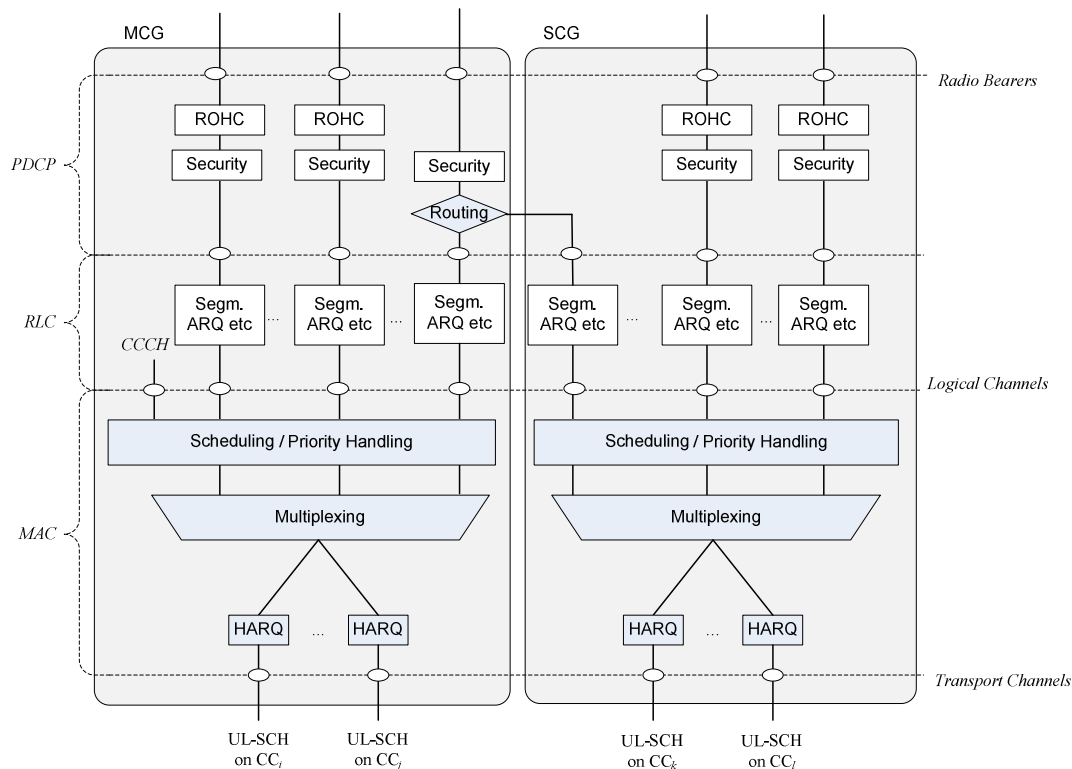 MCG
SCG
Radio Bearers
ROHC
ROHC
ROHC
ROHC
PDCP
Security
Security
Security
Security
Security
Routing
RLC
Segm.
ARQ etc
...
Segm.
ARQ etc
...
Segm.
ARQ etc
Segm.
ARQ etc
...
Segm.
ARQ etc
...
Segm.
ARQ etc
CCCH
Logical Channels
Scheduling / Priority Handling
Scheduling / Priority Handling
MAC
Multiplexing
Multiplexing
HARQ
...
HARQ
HARQ
...
HARQ
Transport Channels
UL-SCH
on CCi
UL-SCH
on CCj
UL-SCH
on CCk
UL-SCH
on CCl